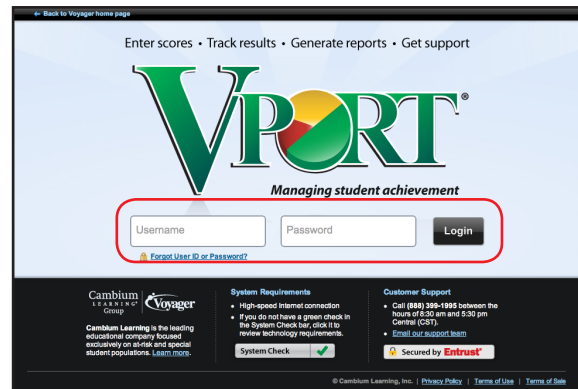 ← Back to Voyager home page
Enter scores • Track results • Generate reports • Get support
VPORT®
Managing student achievement
Username
Password
Login
Forgot User ID or Password?
Cambium
LEARNING®
Group
Voyager
Cambium Learning is the leading
educational company focused
exclusively on at-risk and special
student populations. Learn more.
System Requirements
• High-speed Internet connection
• If you do not have a green check in
the System Check bar, click it to
review technology requirements.
System Check
Customer Support
• Call (888) 399-1995 between the
hours of 8:30 am and 5:30 pm
Central (CST).
• Email our support team
Secured by Entrust®
© Cambium Learning, Inc. | Privacy Policy | Terms of Use | Terms of Sale